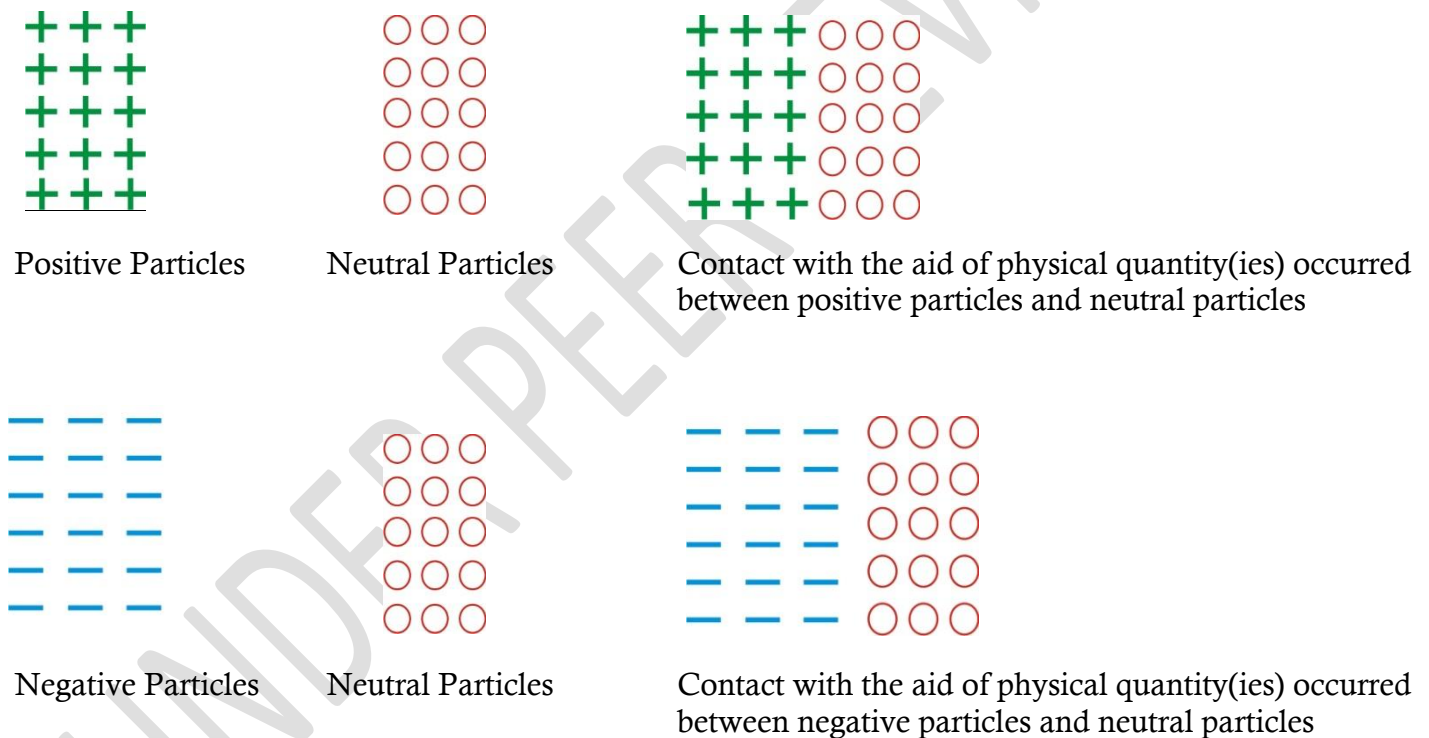 Positive Particles
Neutral Particles
Contact with the aid of physical quantity(ies) occurred
between positive particles and neutral particles
Negative Particles
Neutral Particles
Contact with the aid of physical quantity(ies) occurred
between negative particles and neutral particles
UNDER PEER